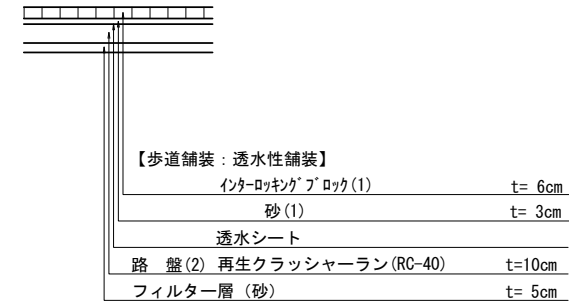 【歩道舗装：透水性舗装】
ｲﾝﾀｰﾛｯｷﾝｸﾞﾌﾞﾛｯｸ(1) t= 6cm
砂(1) t= 3cm
透水シート
路　盤(2) 再生クラッシャーラン(RC-40) t=10cm
フィルター層（砂） t= 5cm